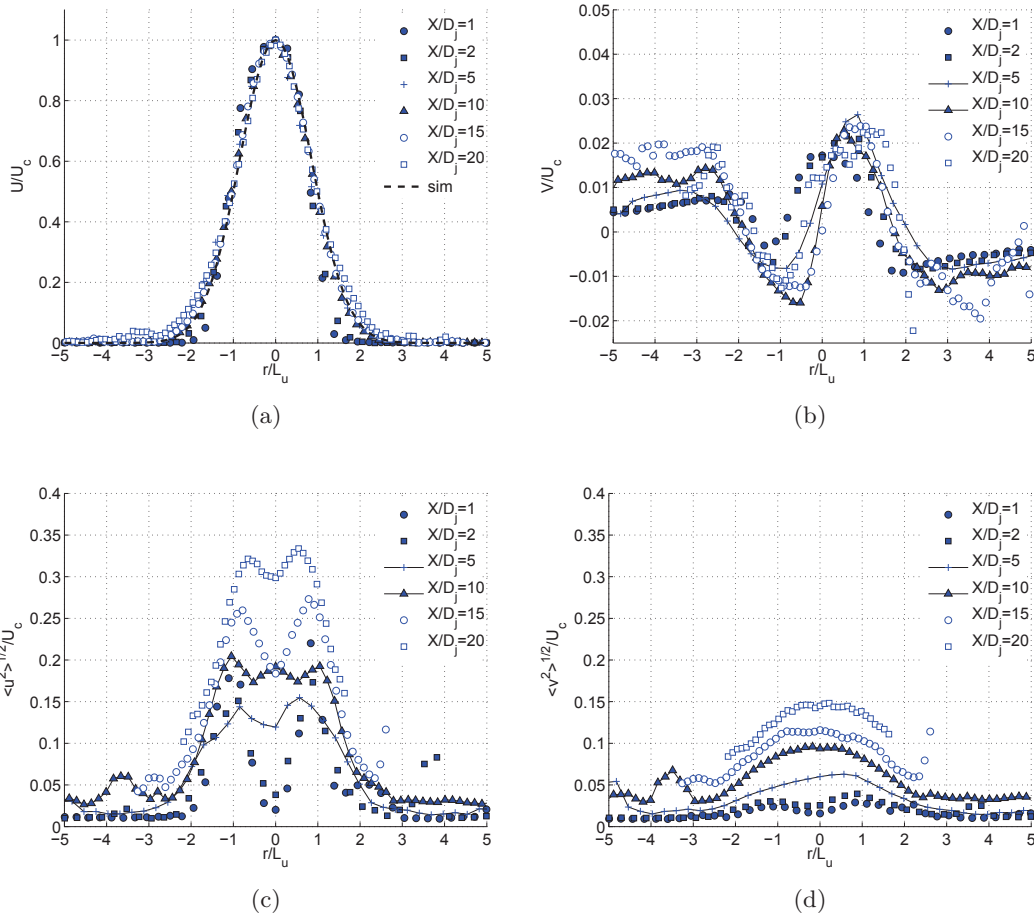 X/D_j=1
X/D_j=2
X/D_j=5
X/D_j=10
X/D_j=15
X/D_j=20
sim
U/U_c
1
0.8
0.6
0.4
0.2
0
−5 −4 −3 −2 −1 0 1 2 3 4 5
r/L_u
(a)
X/D_j=1
X/D_j=2
X/D_j=5
X/D_j=10
X/D_j=15
X/D_j=20
V/U_c
0.05
0.04
0.03
0.02
0.01
0
−0.01
−0.02
−5 −4 −3 −2 −1 0 1 2 3 4 5
r/L_u
(b)
X/D_j=1
X/D_j=2
X/D_j=5
X/D_j=10
X/D_j=15
X/D_j=20
<u²>^1/2/U_c
0.4
0.35
0.3
0.25
0.2
0.15
0.1
0.05
0
−5 −4 −3 −2 −1 0 1 2 3 4 5
r/L_u
(c)
X/D_j=1
X/D_j=2
X/D_j=5
X/D_j=10
X/D_j=15
X/D_j=20
<v²>^1/2/U_c
0.4
0.35
0.3
0.25
0.2
0.15
0.1
0.05
0
−5 −4 −3 −2 −1 0 1 2 3 4 5
r/L_u
(d)